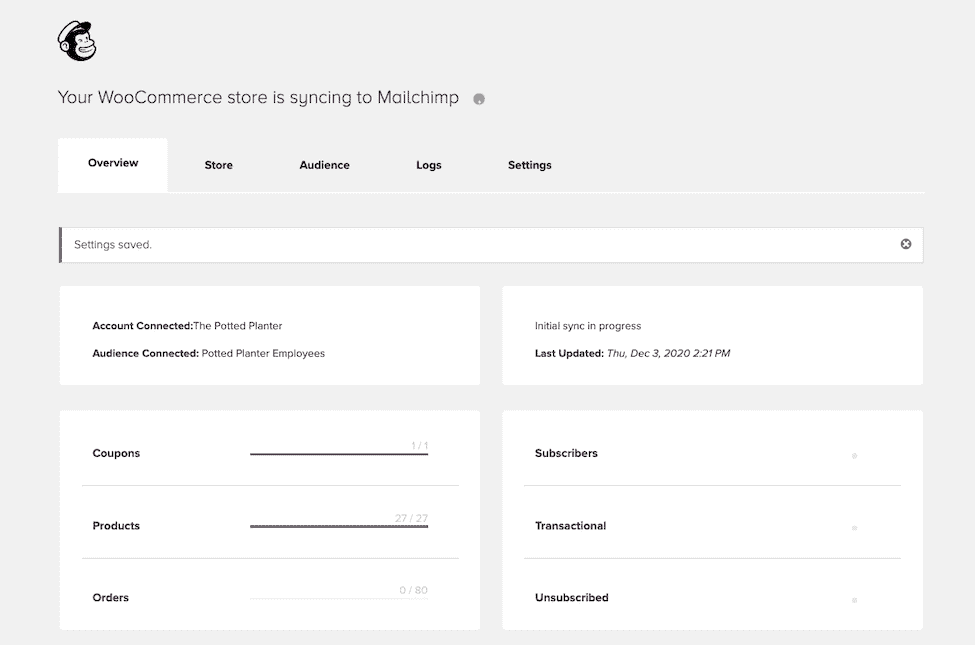 Your WooCommerce store is syncing to Mailchimp
Overview
Store
Audience
Logs
Settings
Settings saved.
Account Connected:The Potted Planter
Audience Connected: Potted Planter Employees
Initial sync in progress
Last Updated: Thu, Dec 3, 2020 2:21 PM
Coupons
1 / 1
Products
27 / 27
Orders
0 / 80
Subscribers
Transactional
Unsubscribed